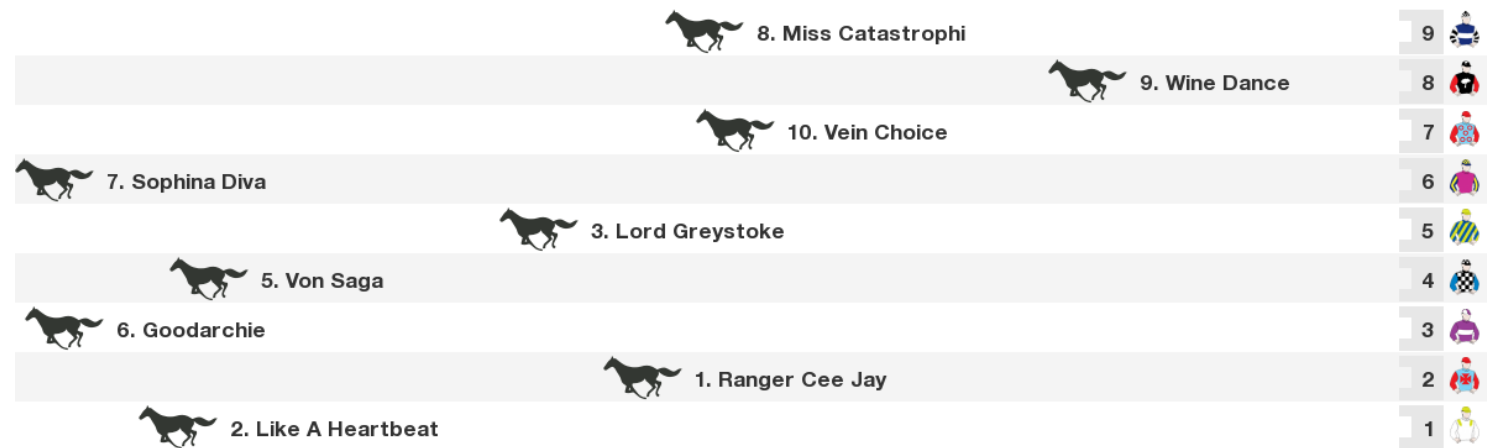 8. Miss Catastrophi 9
9. Wine Dance 8
10. Vein Choice 7
7. Sophina Diva 6
3. Lord Greystoke 5
5. Von Saga 4
6. Goodarchie 3
1. Ranger Cee Jay 2
2. Like A Heartbeat 1